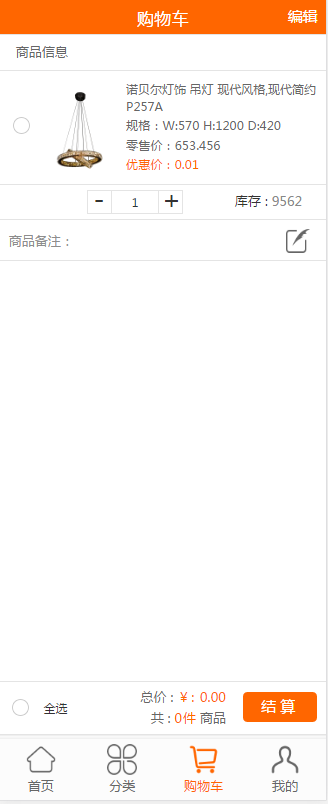 购物车 编辑
商品信息
诺贝尔灯饰 吊灯 现代风格,现代简约
P257A
规格：W:570 H:1200 D:420
零售价：653.456
优惠价：0.01
- 1 + 库存 : 9562
商品备注：
总价 : ￥: 0.00
全选 结 算
共 : 0件 商品
首页 分类 购物车 我的